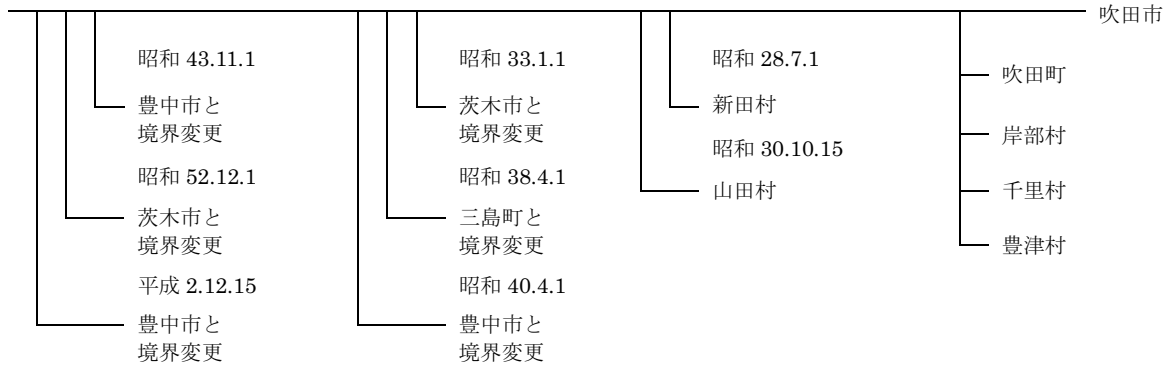 吹田市
吹田町
岸部村
千里村
豊津村
昭和 28.7.1
新田村
昭和 30.10.15
山田村
昭和 33.1.1
茨木市と
境界変更
昭和 38.4.1
三島町と
境界変更
昭和 40.4.1
豊中市と
境界変更
昭和 43.11.1
豊中市と
境界変更
昭和 52.12.1
茨木市と
境界変更
平成 2.12.15
豊中市と
境界変更